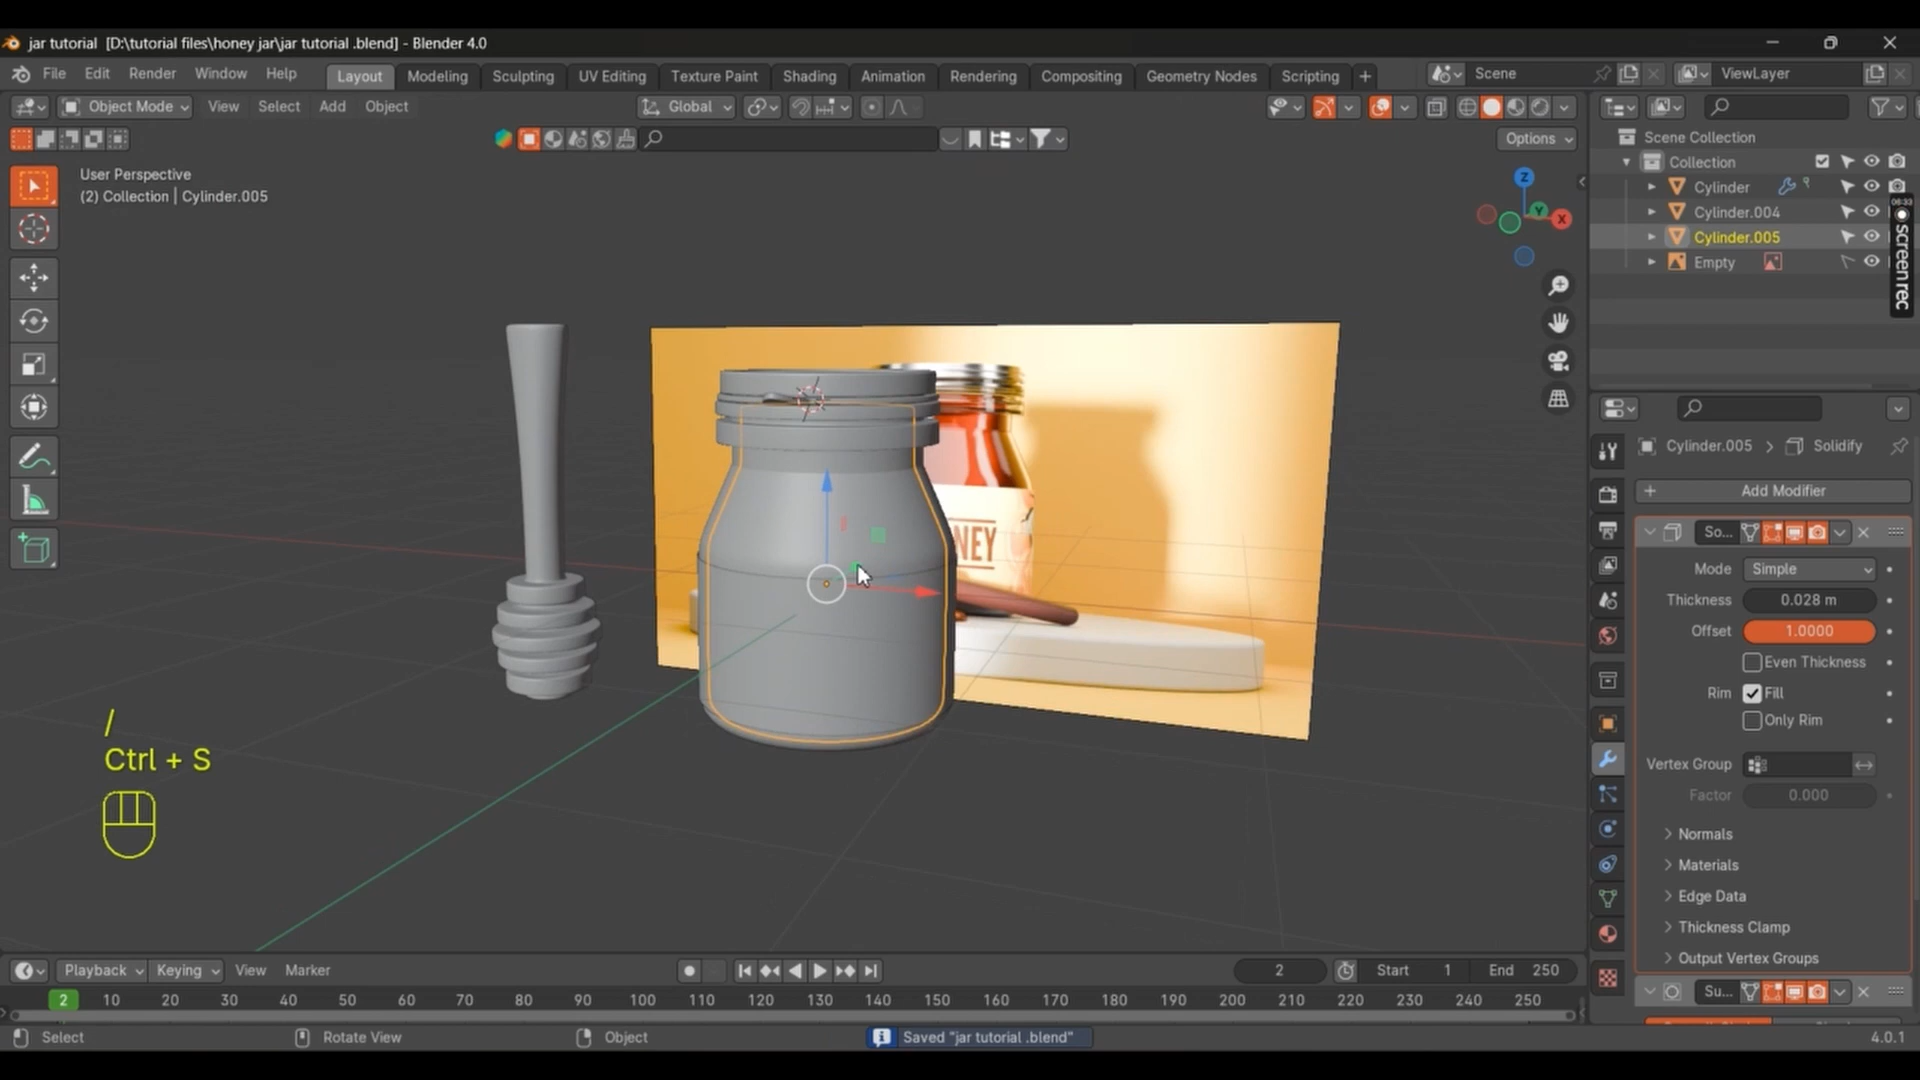 jar tutorial [D:\tutorial files\honey jar\jar tutorial .blend] - Blender 4.0
File Edit Render Window Help Layout Modeling Sculpting UV Editing Texture Paint Shading Animation Rendering Compositing Geometry Nodes Scripting + Scene ViewLayer
Object Mode View Select Add Object Global
Options
User Perspective
(2) Collection | Cylinder.005
Z
Y
X
Scene Collection
Collection
Cylinder
Cylinder.004
Cylinder.005
Empty
06:33
screenrec
Cylinder.005 > Solidify
+ Add Modifier
So...
Mode Simple
Thickness 0.028 m
Offset 1.0000
Even Thickness
Rim Fill
Only Rim
Vertex Group
Factor 0.000
Normals
Materials
Edge Data
Thickness Clamp
Output Vertex Groups
Su...
NEY
/
Ctrl + S
Playback Keying View Marker 2 Start 1 End 250
2 10 20 30 40 50 60 70 80 90 100 110 120 130 140 150 160 170 180 190 200 210 220 230 240 250
Select Rotate View Object Saved "jar tutorial .blend" 4.0.1